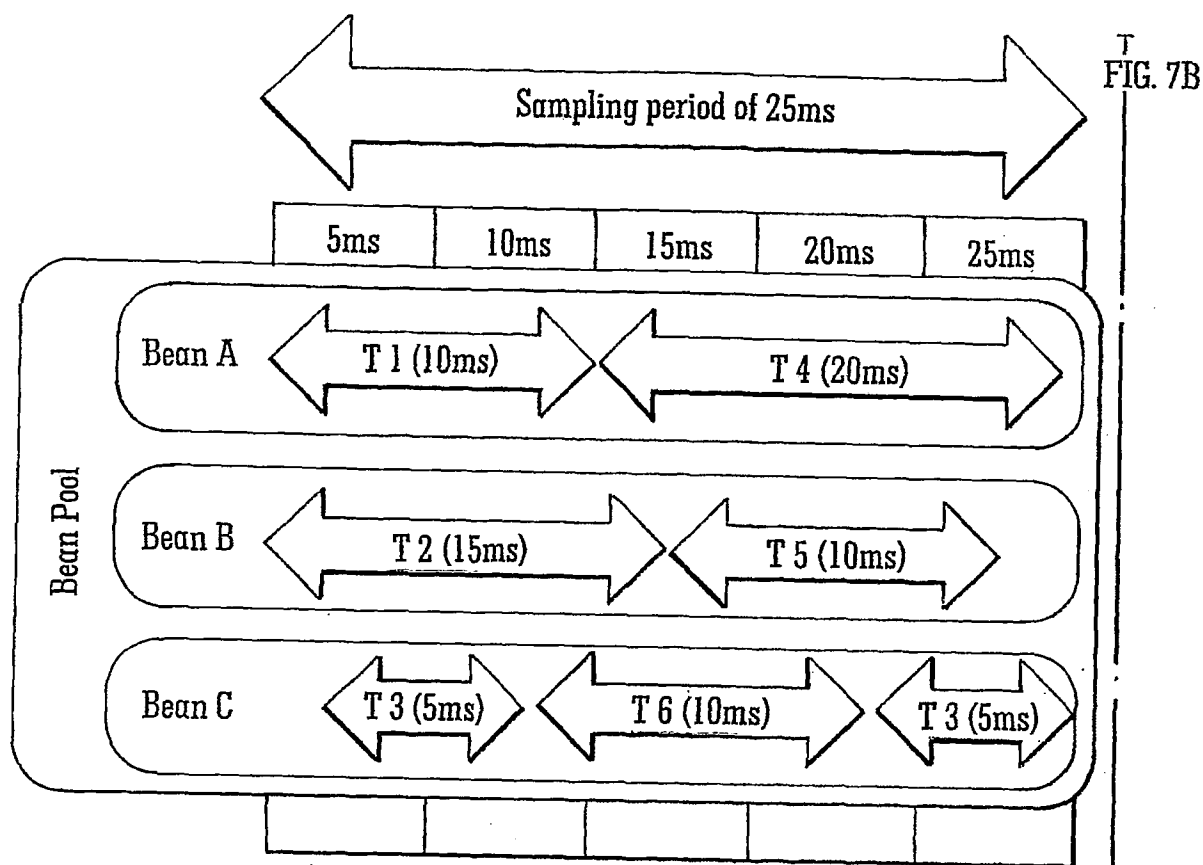 T
FIG. 7B
Sampling period of 25ms
5ms 10ms 15ms 20ms 25ms
Bean Pool
Bean A T 1 (10ms) T 4 (20ms)
Bean B T 2 (15ms) T 5 (10ms)
Bean C T 3 (5ms) T 6 (10ms) T 3 (5ms)